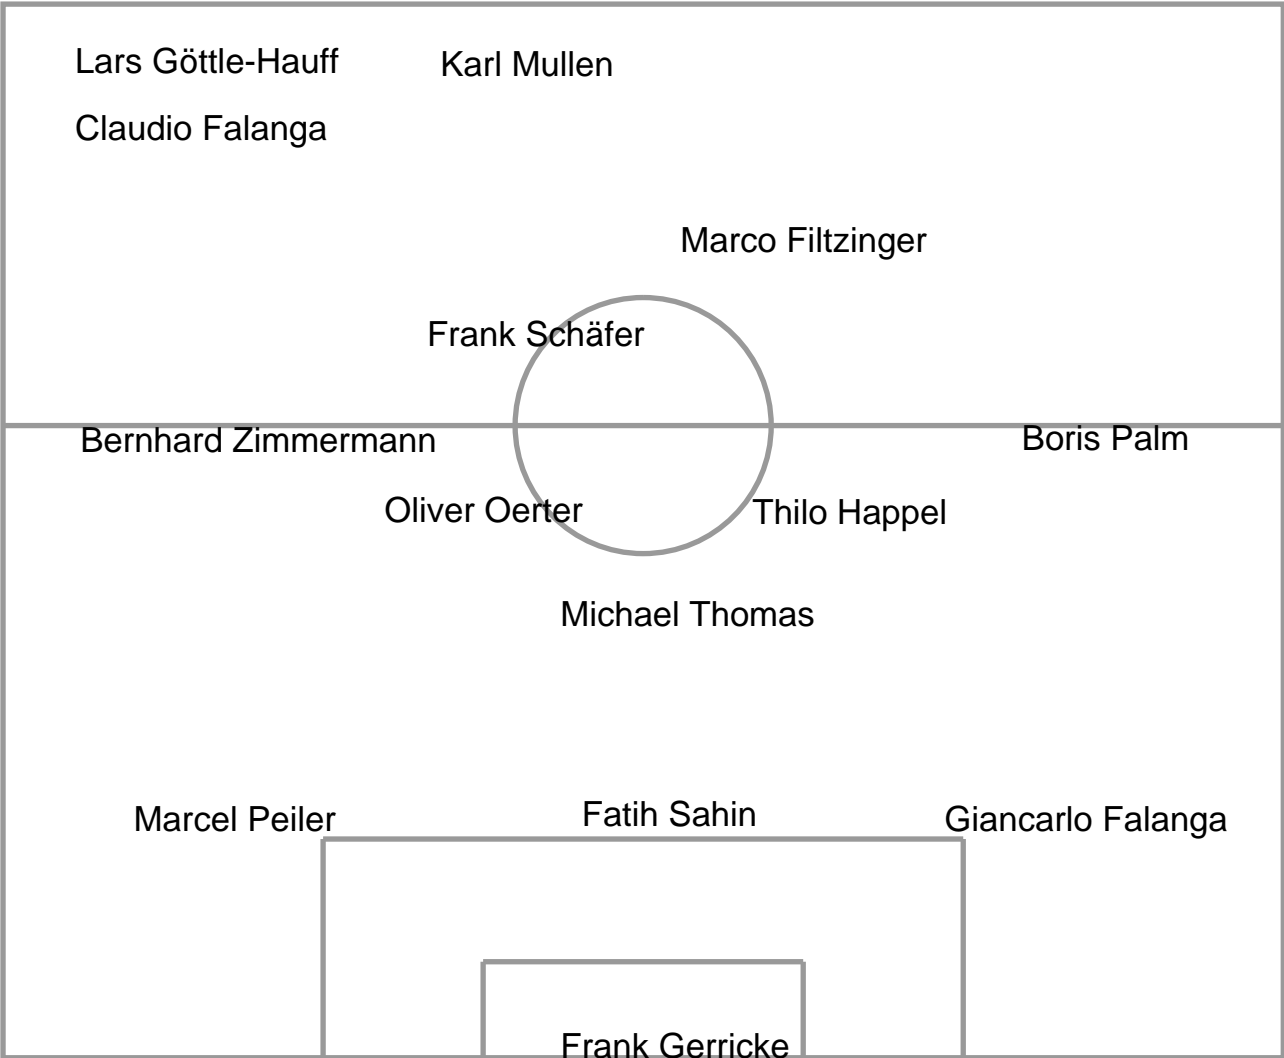 Lars Göttle-Hauff
Karl Mullen
Claudio Falanga
Marco Filtzinger
Frank Schäfer
Bernhard Zimmermann
Boris Palm
Oliver Oerter
Thilo Happel
Michael Thomas
Marcel Peiler
Fatih Sahin
Giancarlo Falanga
Frank Gerricke